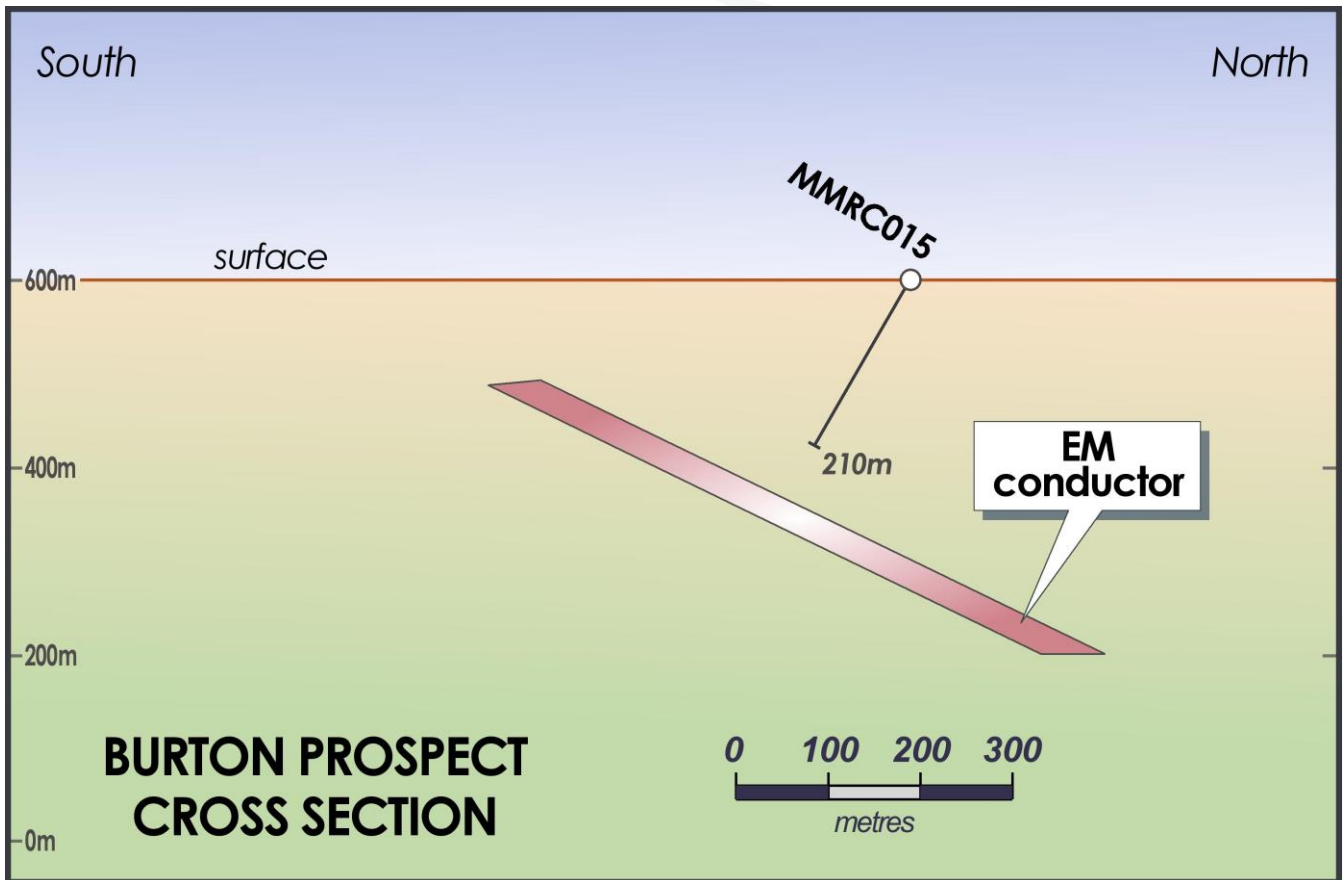 South
North
MMRC015
surface
600m
400m
210m
EM
conductor
200m
BURTON PROSPECT
CROSS SECTION
0 100 200 300
metres
0m